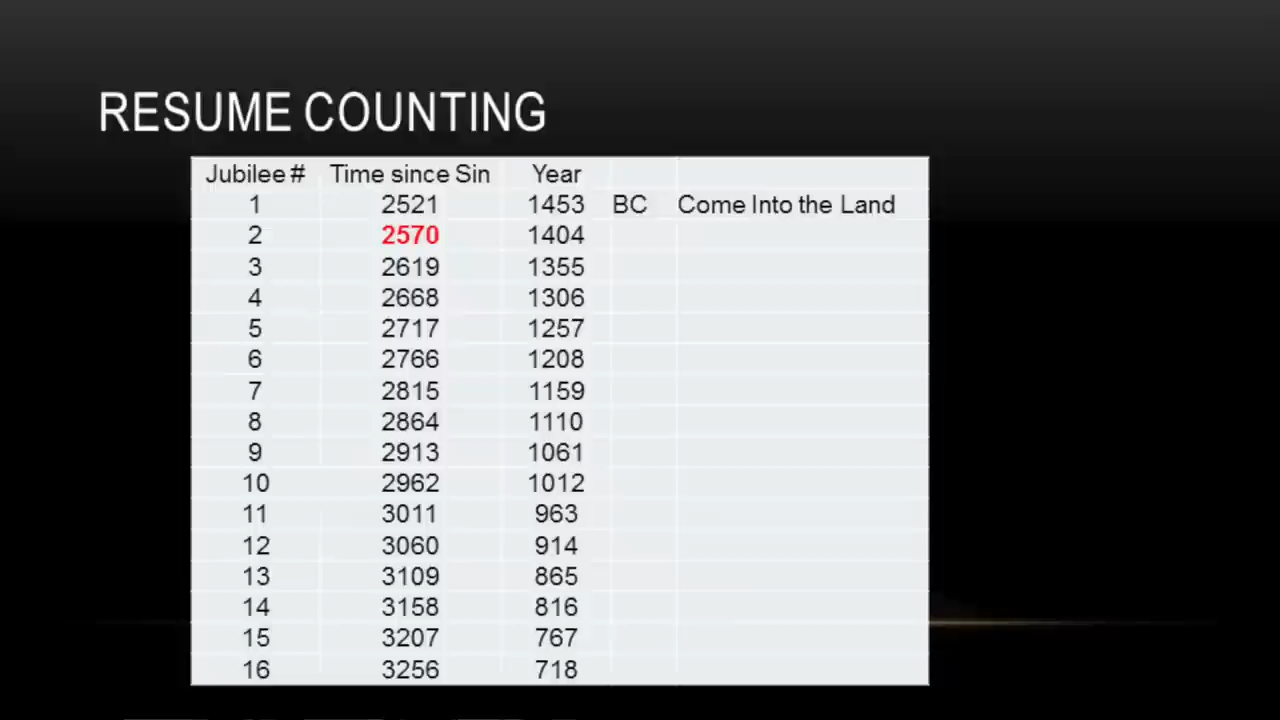 RESUME COUNTING
Jubilee # Time since Sin Year
1 2521 1453 BC Come Into the Land
2 2570 1404
3 2619 1355
4 2668 1306
5 2717 1257
6 2766 1208
7 2815 1159
8 2864 1110
9 2913 1061
10 2962 1012
11 3011 963
12 3060 914
13 3109 865
14 3158 816
15 3207 767
16 3256 718